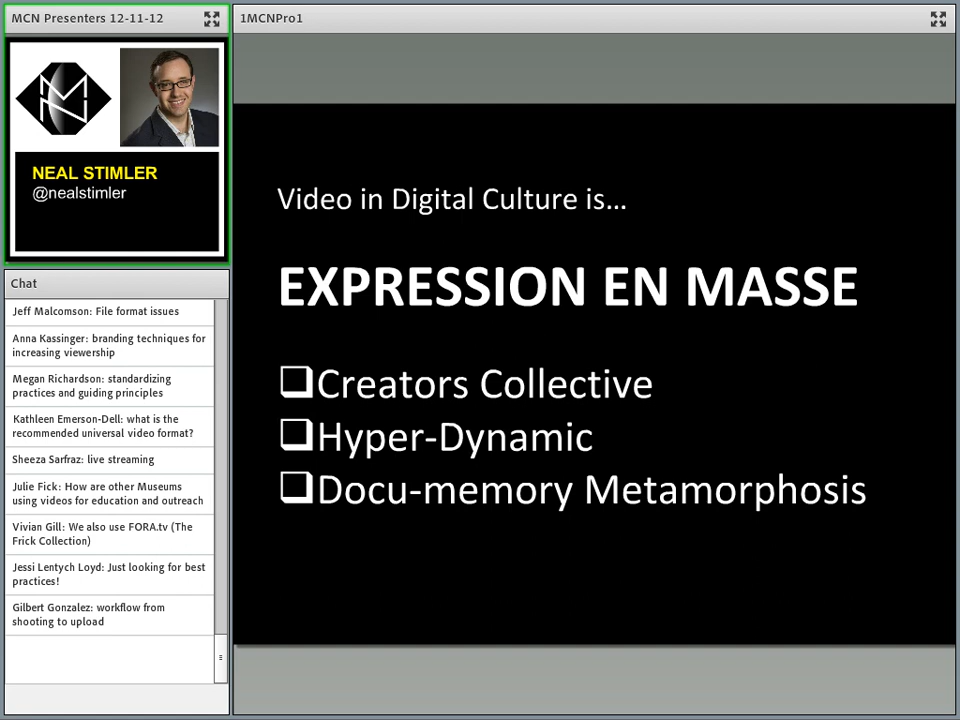 MCN Presenters 12-11-12
NEAL STIMLER
@nealstimler
Chat
Jeff Malcomson: File format issues
Anna Kassinger: branding techniques for
increasing viewership
Megan Richardson: standardizing
practices and guiding principles
Kathleen Emerson-Dell: what is the
recommended universal video format?
Sheeza Sarfraz: live streaming
Julie Fick: How are other Museums
using videos for education and outreach
Vivian Gill: We also use FORA.tv (The
Frick Collection)
Jessi Lentych Loyd: Just looking for best
practices!
Gilbert Gonzalez: workflow from
shooting to upload
1MCNPro1
Video in Digital Culture is…
EXPRESSION EN MASSE
Creators Collective
Hyper-Dynamic
Docu-memory Metamorphosis